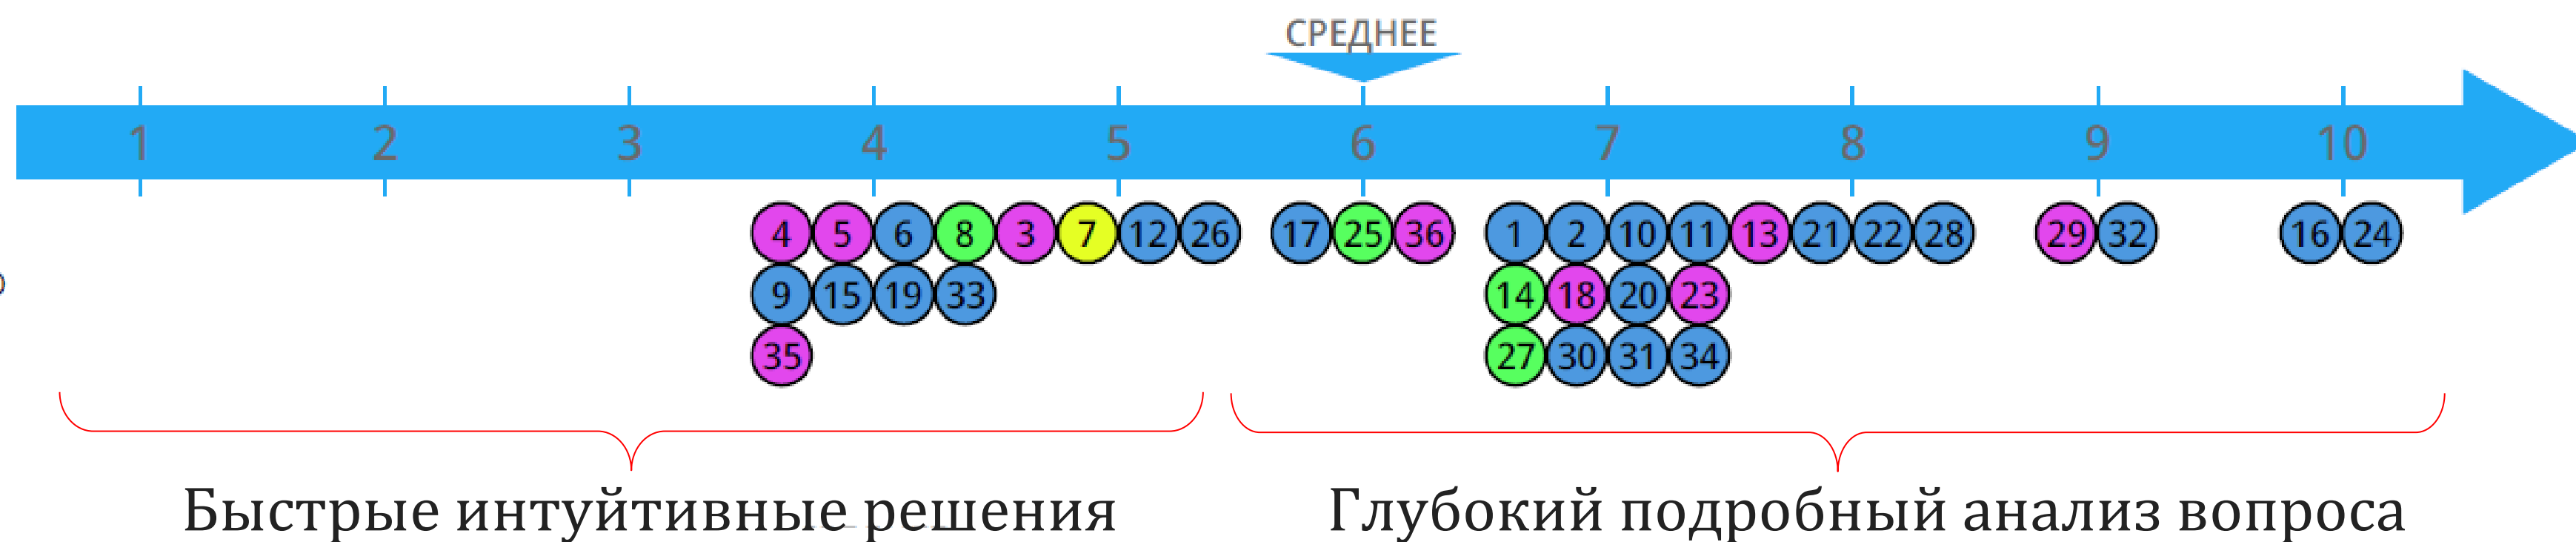 СРЕДНЕЕ
1 2 3 4 5 6 7 8 9 10
4 5 6 8 3 7 12 26 17 25 36 1 2 10 11 13 21 22 28 29 32 16 24
9 15 19 33 14 18 20 23
35 27 30 31 34
Быстрые интуйтивные решения Глубокий подробный анализ вопроса